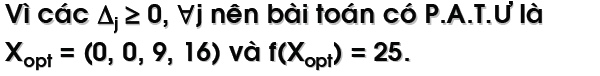 Vì các Δj ≥ 0, ∀j nên bài toán có P.A.T.Ư là
Xopt = (0, 0, 9, 16) và f(Xopt) = 25.